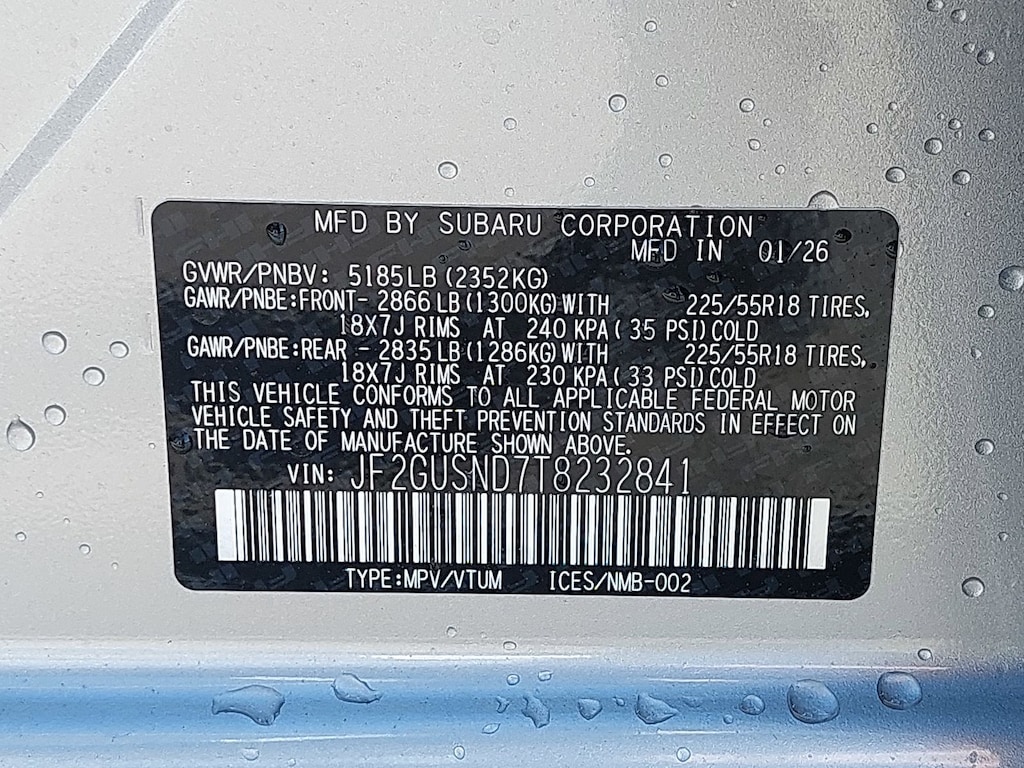 MFD BY SUBARU CORPORATION
MFD IN 01/26
GVWR/PNBV: 5185LB (2352KG)
GAWR/PNBE:FRONT- 2866 LB (1300KG) WITH 225/55R18 TIRES,
18X7J RIMS AT 240 KPA ( 35 PSI) COLD
GAWR/PNBE:REAR - 2835 LB (1286KG) WITH 225/55R18 TIRES,
18X7J RIMS AT 230 KPA ( 33 PSI) COLD
THIS VEHICLE CONFORMS TO ALL APPLICABLE FEDERAL MOTOR
VEHICLE SAFETY AND THEFT PREVENTION STANDARDS IN EFFECT ON
THE DATE OF MANUFACTURE SHOWN ABOVE.
VIN: JF2GUSND7T8232841
TYPE:MPV/VTUM ICES/NMB-002